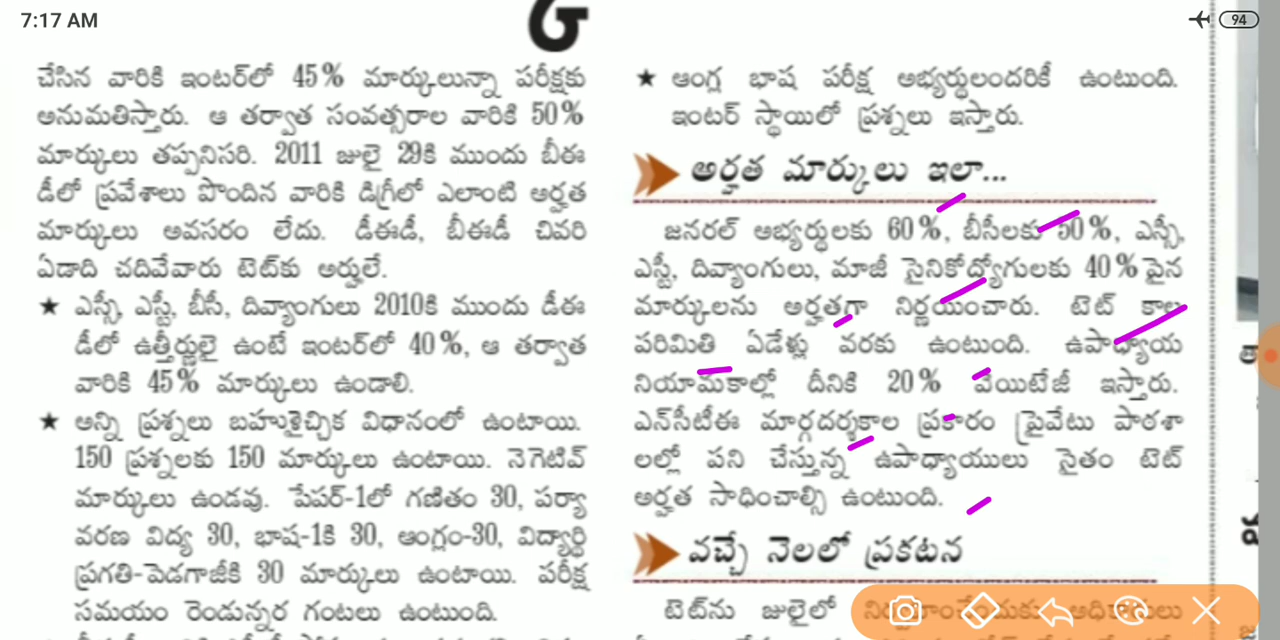 7:17 AM
94
చేసిన వారికి ఇంటర్‌లో 45% మార్కులున్నా పరీక్షకు
అనుమతిస్తారు. ఆ తర్వాత సంవత్సరాల వారికి 50%
మార్కులు తప్పనిసరి. 2011 జులై 29కి ముందు బీఈ
డీలో ప్రవేశాలు పొందిన వారికి డిగ్రీలో ఎలాంటి అర్హత
మార్కులు అవసరం లేదు. డీఈడీ, బీఈడీ చివరి
ఏడాది చదివేవారు టెట్‌కు అర్హులే.
★ ఎస్సీ, ఎస్టీ, బీసీ, దివ్యాంగులు 2010కి ముందు డీఈ
డీలో ఉత్తీర్ణులై ఉంటే ఇంటర్‌లో 40%, ఆ తర్వాత
వారికి 45% మార్కులు ఉండాలి.
★ అన్ని ప్రశ్నలు బహుళైచ్ఛిక విధానంలో ఉంటాయి.
150 ప్రశ్నలకు 150 మార్కులు ఉంటాయి. నెగెటివ్
మార్కులు ఉండవు. పేపర్-1లో గణితం 30, పర్యా
వరణ విద్య 30, భాష-1కి 30, ఆంగ్లం-30, విద్యార్థి
ప్రగతి-పెడగాజీకి 30 మార్కులు ఉంటాయి. పరీక్ష
సమయం రెండున్నర గంటలు ఉంటుంది.
★ ఆంగ్ల భాష పరీక్ష అభ్యర్థులందరికీ ఉంటుంది.
ఇంటర్ స్థాయిలో ప్రశ్నలు ఇస్తారు.
అర్హత మార్కులు ఇలా...
జనరల్ అభ్యర్థులకు 60%, బీసీలకు 50%, ఎస్సీ,
ఎస్టీ, దివ్యాంగులు, మాజీ సైనికోద్యోగులకు 40%పైన
మార్కులను అర్హతగా నిర్ణయించారు. టెట్ కాల
పరిమితి ఏడేళ్లు వరకు ఉంటుంది. ఉపాధ్యాయ
నియామకాల్లో దీనికి 20% వెయిటేజీ ఇస్తారు.
ఎన్‌సీటీఈ మార్గదర్శకాల ప్రకారం ప్రైవేటు పాఠశా
లల్లో పని చేస్తున్న ఉపాధ్యాయులు సైతం టెట్
అర్హత సాధించాల్సి ఉంటుంది.
వచ్చే నెలలో ప్రకటన
టెట్‌ను జులైలో నిర్వహించేందుకు అధికారులు